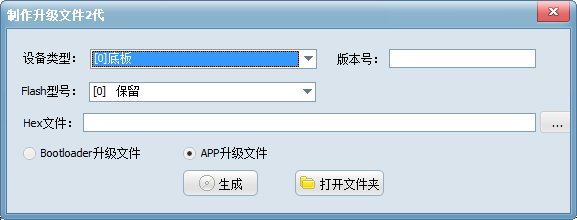 制作升级文件2代
设备类型： [0]底板 版本号：
Flash型号： [0] 保留
Hex文件： ...
Bootloader升级文件 APP升级文件
生成 打开文件夹